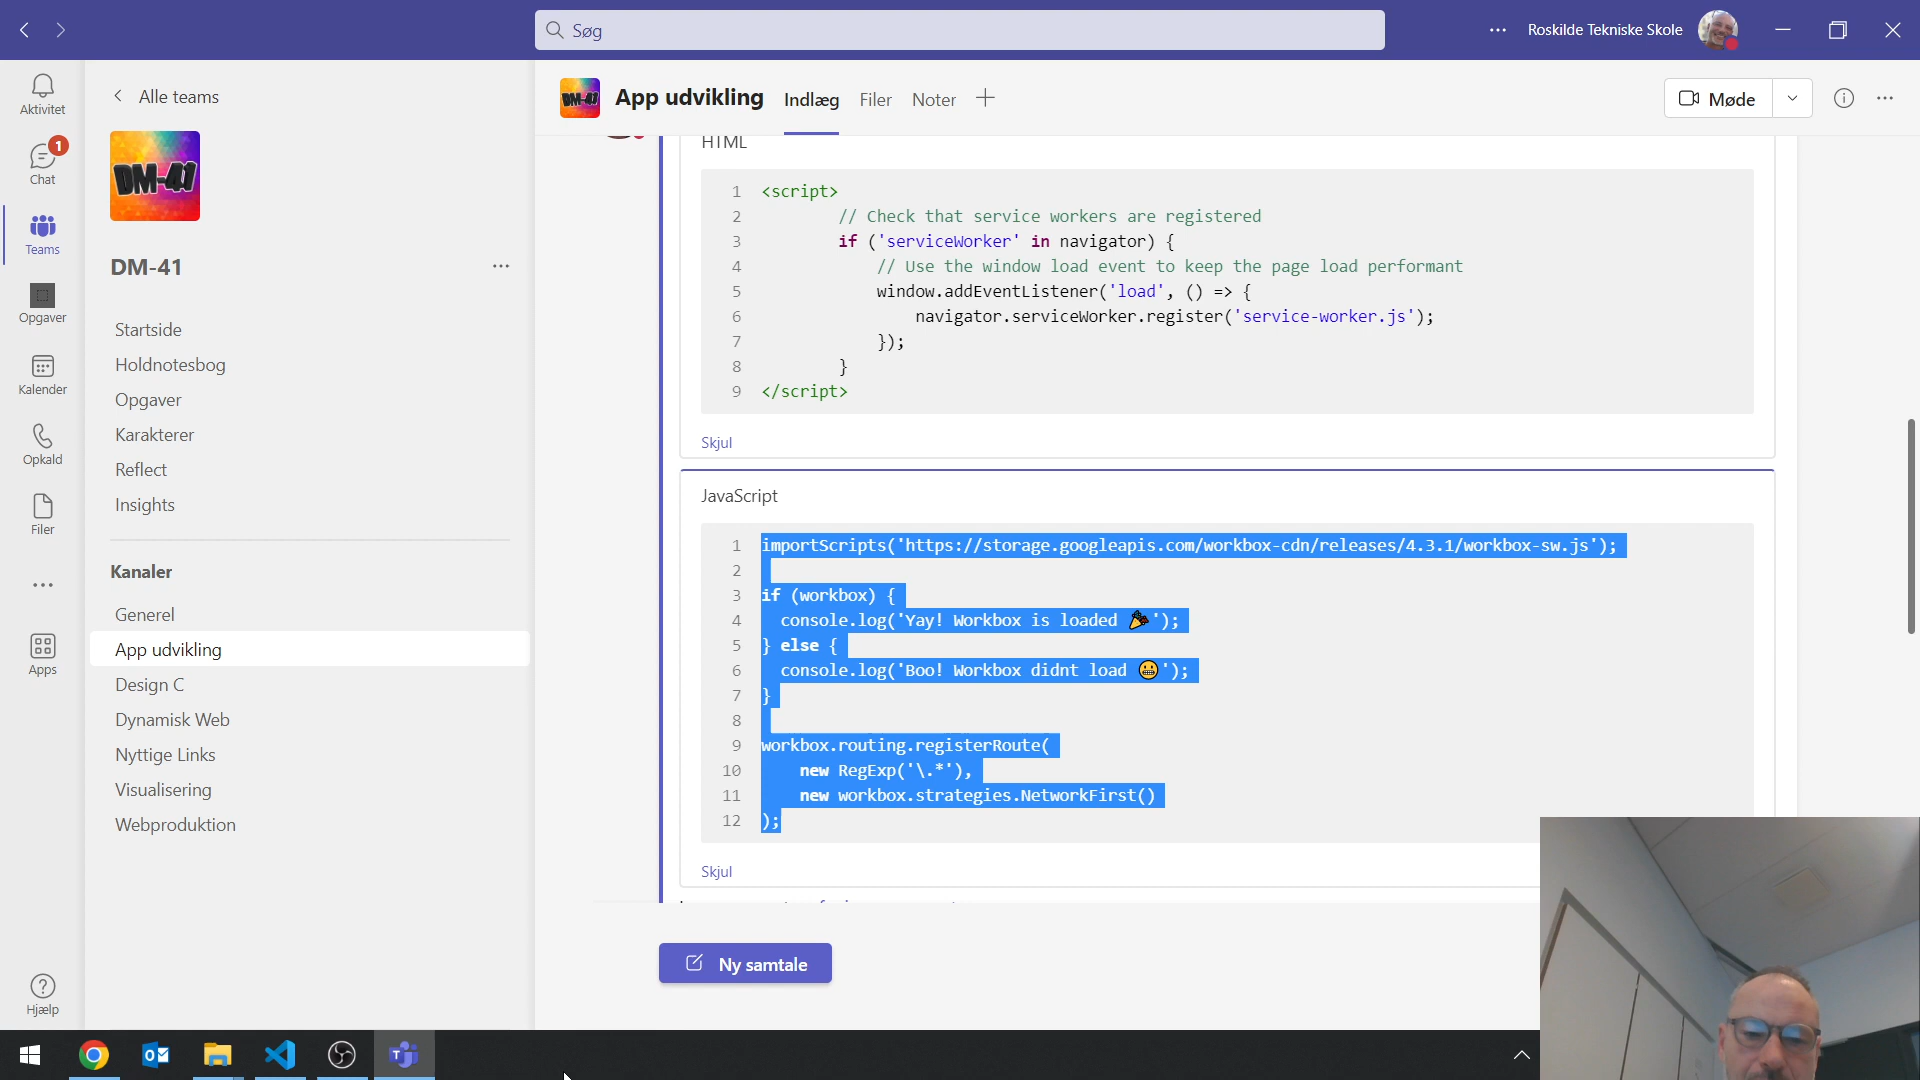 Søg
Roskilde Tekniske Skole
Aktivitet
1
Chat
Teams
Opgaver
Kalender
Opkald
Filer
Apps
Hjælp
Alle teams
DM-41
DM-41
Startside
Holdnotesbog
Opgaver
Karakterer
Reflect
Insights
Kanaler
Generel
App udvikling
Design C
Dynamisk Web
Nyttige Links
Visualisering
Webproduktion
DM-41
App udvikling
Indlæg
Filer
Noter
Møde
HTML
1 <script>
2 // Check that service workers are registered
3 if ('serviceWorker' in navigator) {
4 // Use the window load event to keep the page load performant
5 window.addEventListener('load', () => {
6 navigator.serviceWorker.register('service-worker.js');
7 });
8 }
9 </script>
Skjul
JavaScript
1 importScripts('https://storage.googleapis.com/workbox-cdn/releases/4.3.1/workbox-sw.js');
2
3 if (workbox) {
4 console.log('Yay! Workbox is loaded 🎉');
5 } else {
6 console.log('Boo! Workbox didnt load 😬');
7 }
8
9 workbox.routing.registerRoute(
10 new RegExp('\.*'),
11 new workbox.strategies.NetworkFirst()
12 );
Skjul
Ny samtale